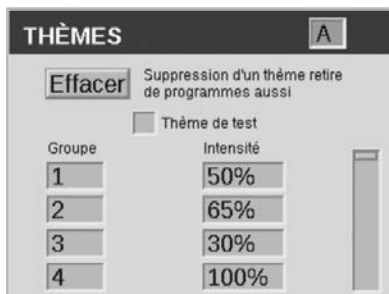 THÈMES A
Effacer Suppression d'un thème retire
de programmes aussi
Thème de test
Groupe Intensité
1 50%
2 65%
3 30%
4 100%